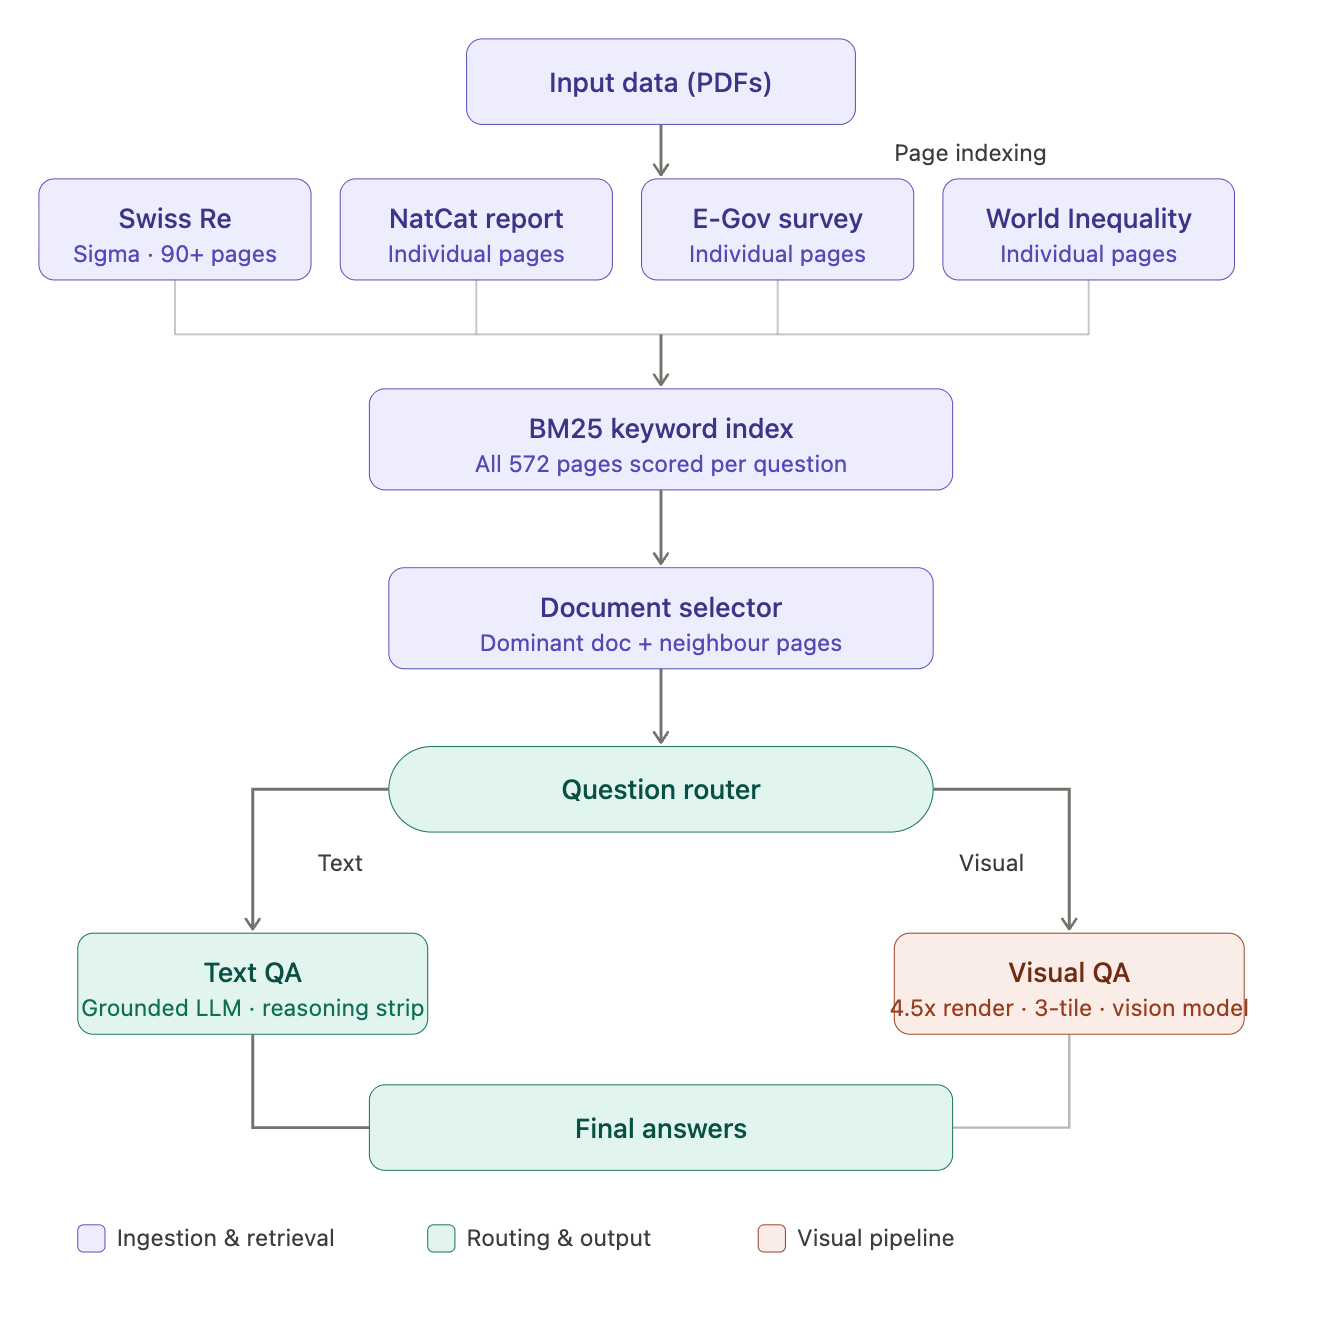 Input data (PDFs)
Page indexing
Swiss Re
Sigma · 90+ pages
NatCat report
Individual pages
E-Gov survey
Individual pages
World Inequality
Individual pages
BM25 keyword index
All 572 pages scored per question
Document selector
Dominant doc + neighbour pages
Question router
Text
Visual
Text QA
Grounded LLM · reasoning strip
Visual QA
4.5x render · 3-tile · vision model
Final answers
Ingestion & retrieval
Routing & output
Visual pipeline